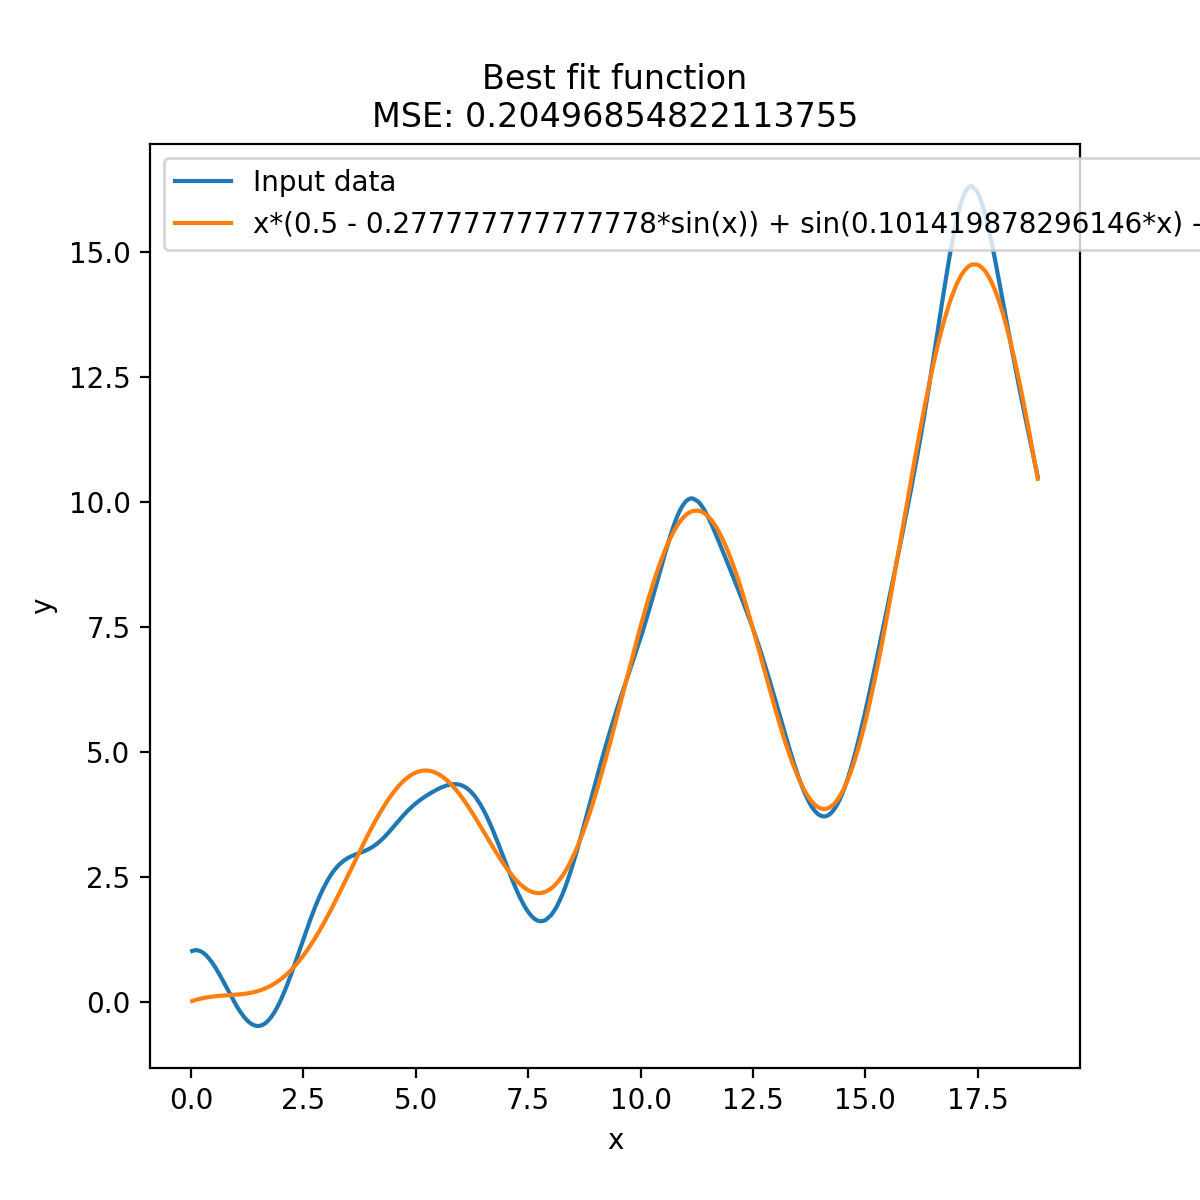 Best fit function
MSE: 0.20496854822113755
Input data
x*(0.5 - 0.277777777777778*sin(x)) + sin(0.101419878296146*x) -
15.0
12.5
10.0
7.5
5.0
2.5
0.0
y
0.0 2.5 5.0 7.5 10.0 12.5 15.0 17.5
x